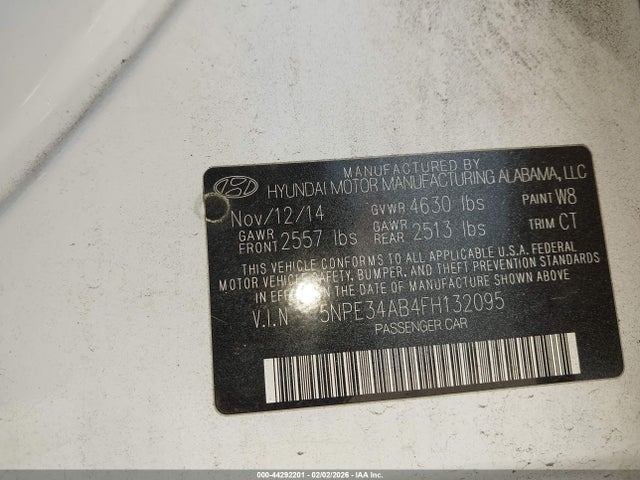 MANUFACTURED BY
HYUNDAI MOTOR MANUFACTURING ALABAMA, LLC
Nov/12/14 GVWR 4630 lbs PAINT W8
GAWR FRONT 2557 lbs GAWR REAR 2513 lbs TRIM CT
THIS VEHICLE CONFORMS TO ALL APPLICABLE U.S.A. FEDERAL
MOTOR VEHICLE SAFETY, BUMPER, AND THEFT PREVENTION STANDARDS
IN EFFECT ON THE DATE OF MANUFACTURE SHOWN ABOVE
V.I.N 5NPE34AB4FH132095
PASSENGER CAR
000-44292201 - 02/02/2026 - IAA Inc.